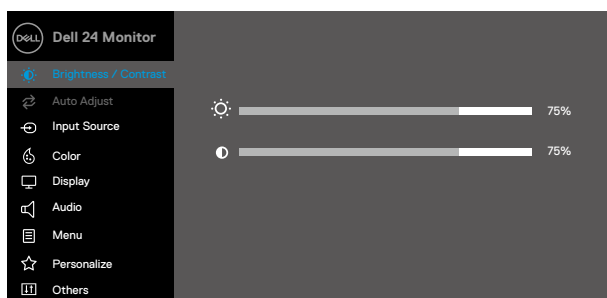 DELL Dell 24 Monitor
Brightness / Contrast
Auto Adjust
75%
Input Source
75%
Color
Display
Audio
Menu
Personalize
Others